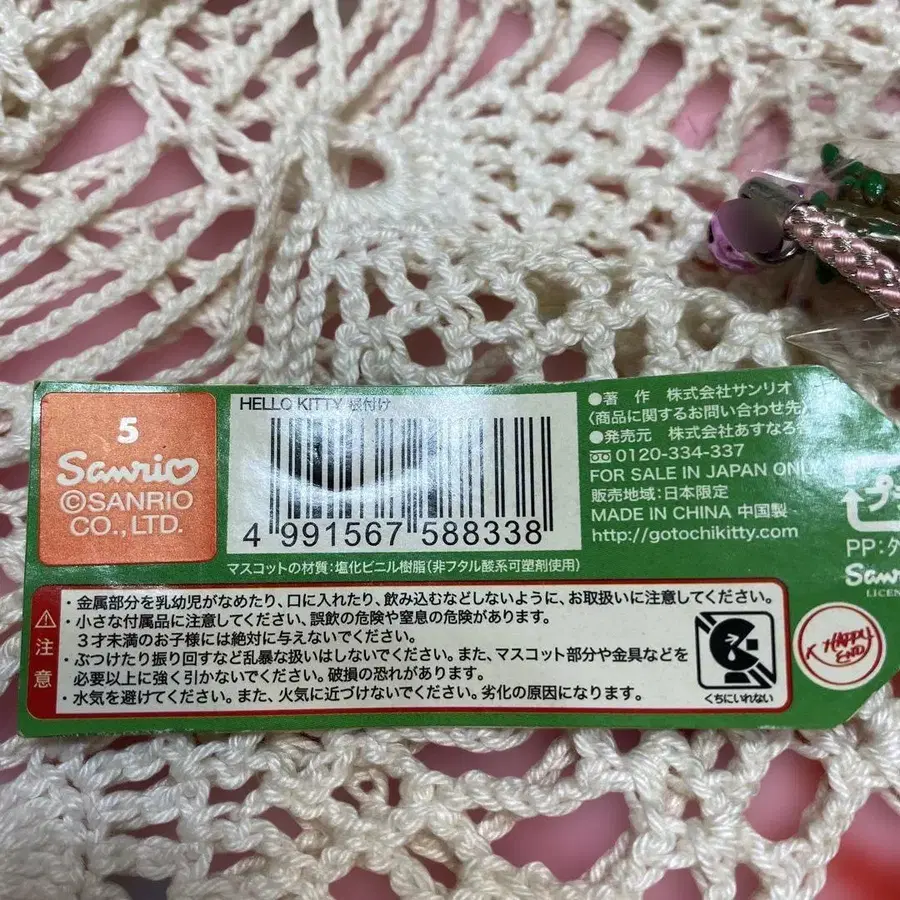 5
Sanrio
©SANRIO
CO.,LTD.
HELLO KITTY 根付け
4 991567 588338
マスコットの材質:塩化ビニル樹脂(非フタル酸系可塑剤使用)
●著 作 株式会社サンリオ
〈商品に関するお問い合わせ先〉
●発売元 株式会社あすなろ
0120-334-337
FOR SALE IN JAPAN ONLY
販売地域:日本限定
MADE IN CHINA 中国製
http://gotochikitty.com
プラ
PP:
⚠注意
・金属部分を乳幼児がなめたり、口に入れたり、飲み込むなどしないように、お取扱いに注意してください。
・小さな付属品に注意してください、誤飲の危険や窒息の危険があります。
3才未満のお子様には絶対に与えないでください。
・ぶつけたり振り回すなど乱暴な扱いはしないでください。また、マスコット部分や金具などを
必要以上に強く引かないでください。破損の恐れがあります。
・水気を避けてください。また、火気に近づけないでください。劣化の原因になります。
くちにいれない
HAPPY
END